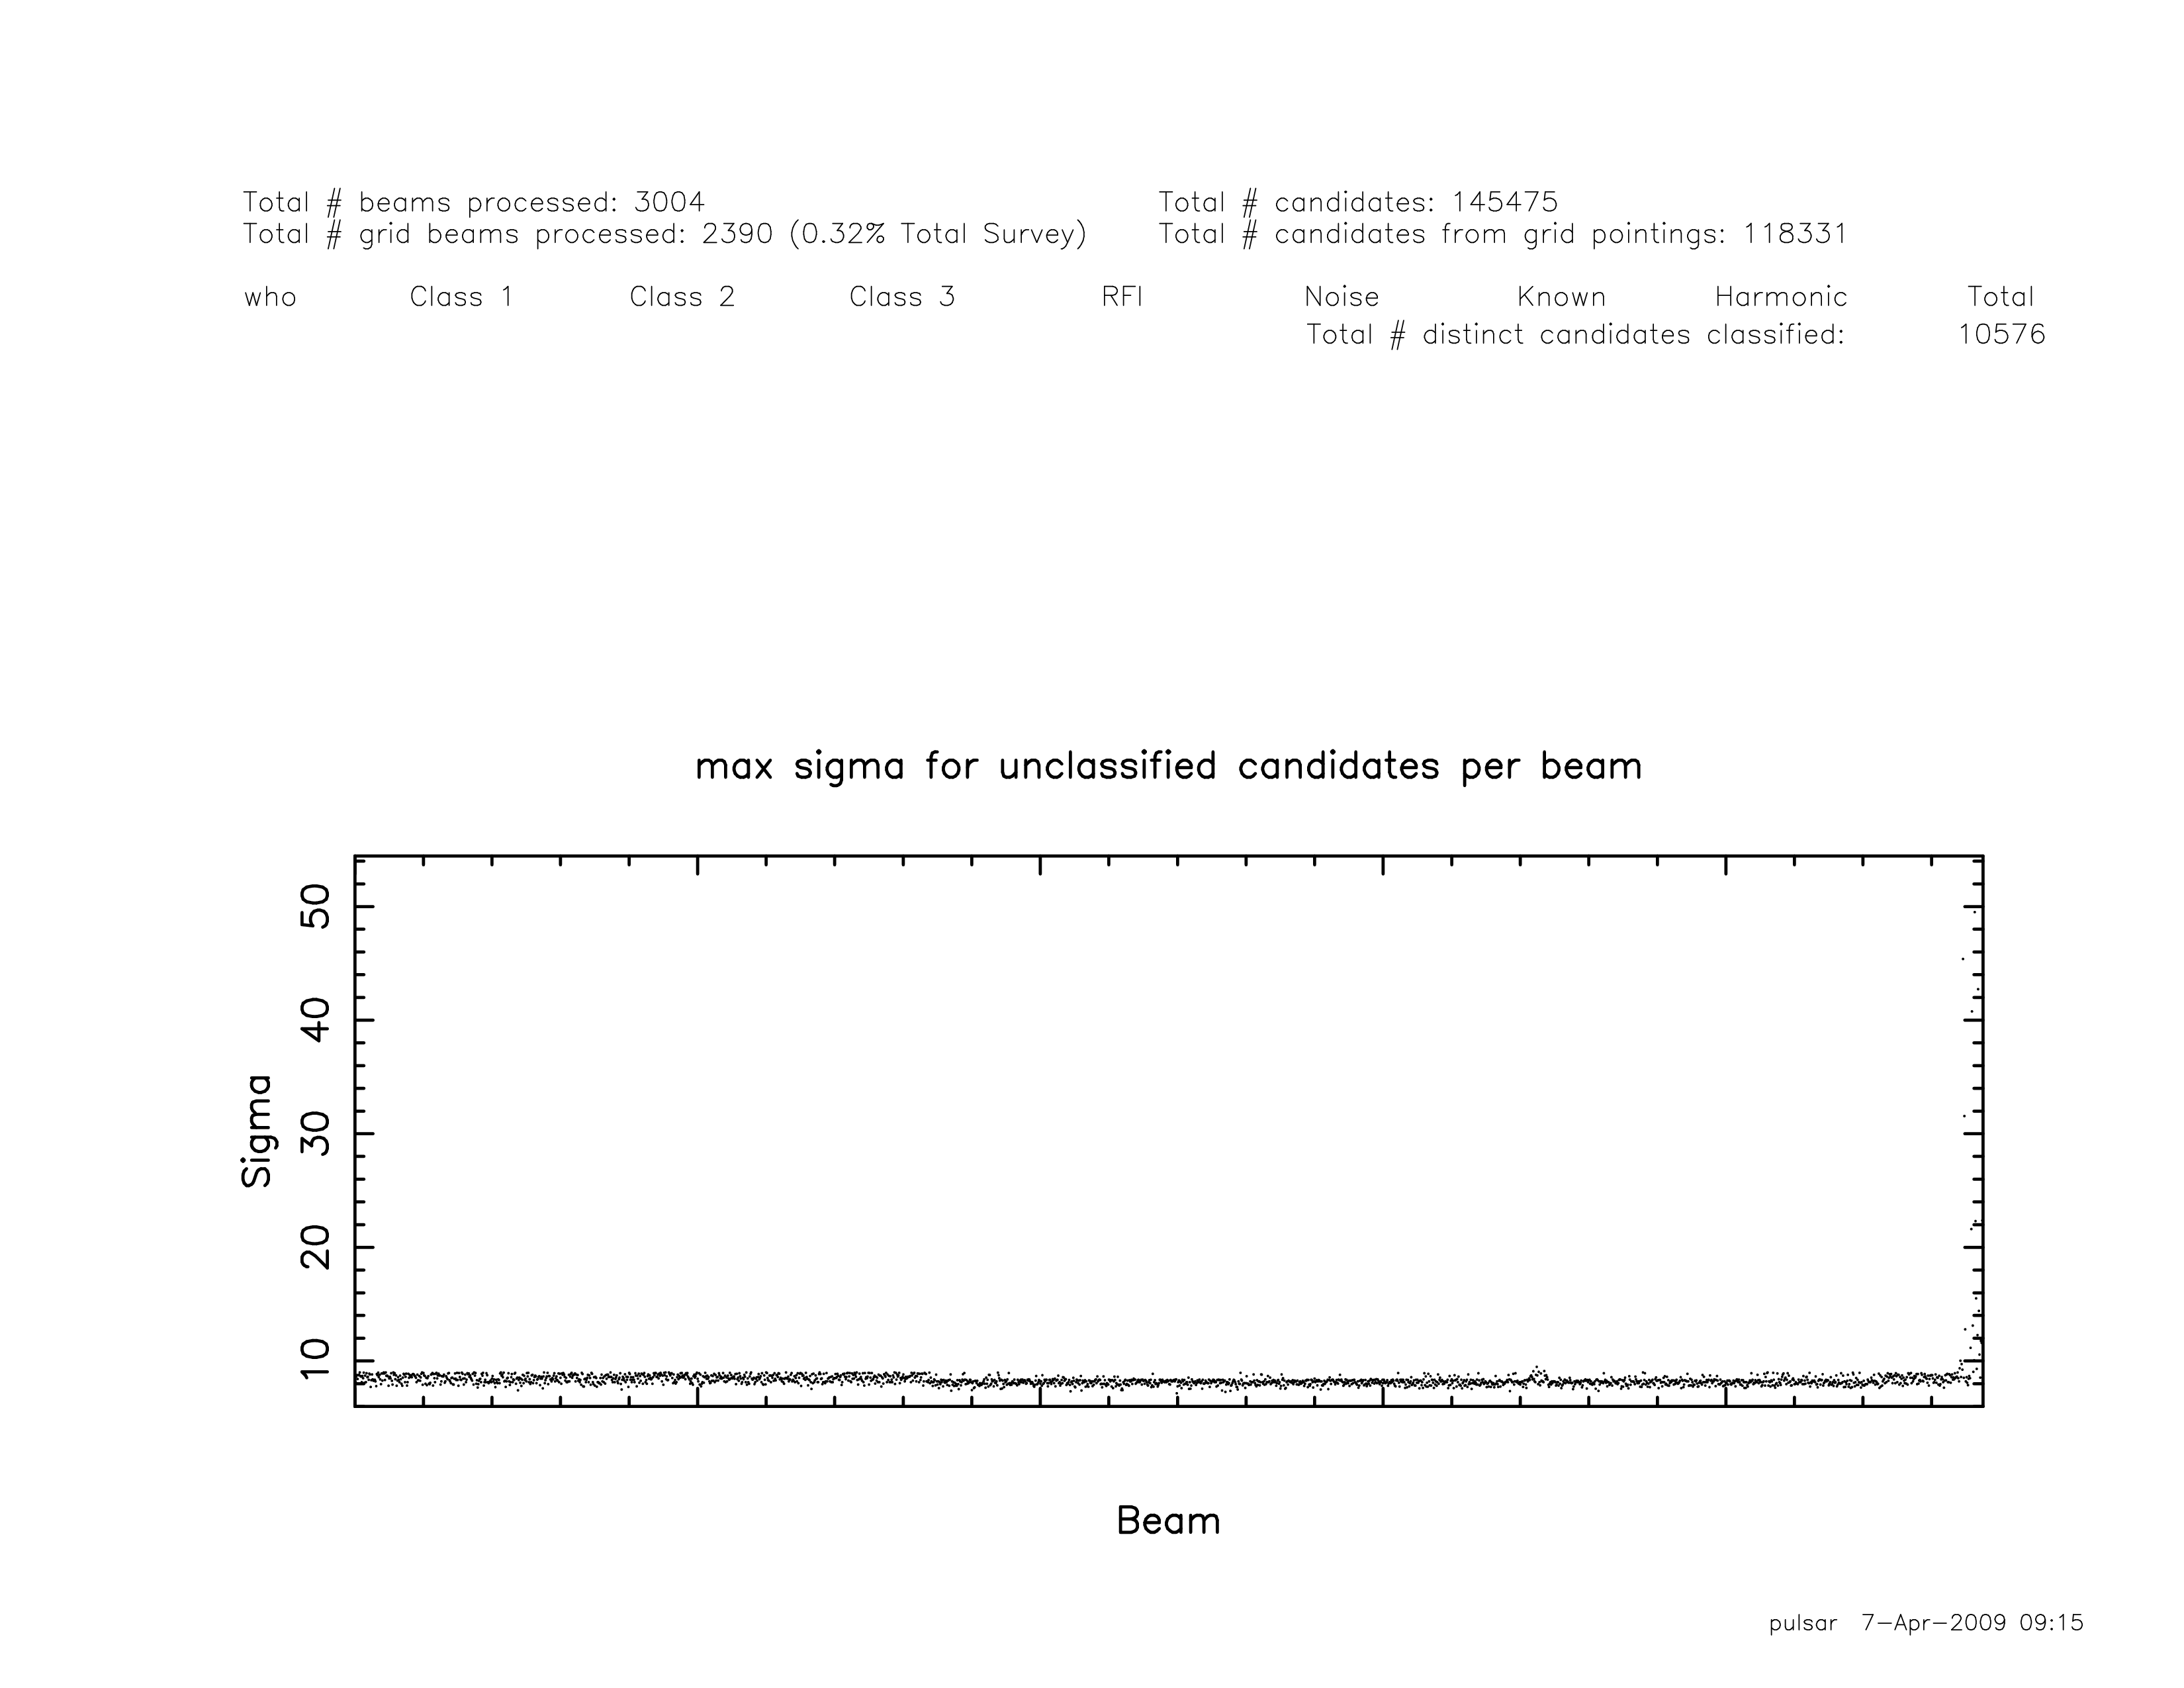 Total # beams processed: 3004 Total # candidates: 145475
Total # grid beams processed: 2390 (0.32% Total Survey) Total # candidates from grid pointings: 118331
who Class 1 Class 2 Class 3 RFI Noise Known Harmonic Total
Total # distinct candidates classified: 10576
max sigma for unclassified candidates per beam
50
40
30
20
10
Sigma
Beam
pulsar 7-Apr-2009 09:15